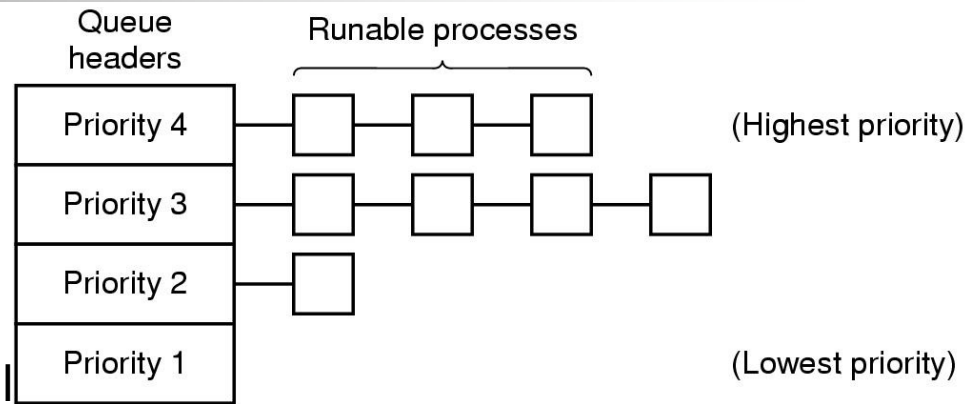 Queue
headers
Runable processes
Priority 4
(Highest priority)
Priority 3
Priority 2
Priority 1
(Lowest priority)